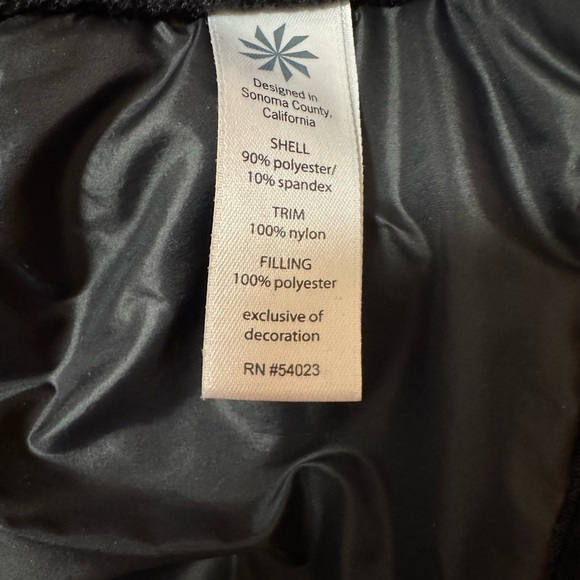 Designed in
Sonoma County,
California
SHELL
90% polyester/
10% spandex
TRIM
100% nylon
FILLING
100% polyester
exclusive of
decoration
RN #54023